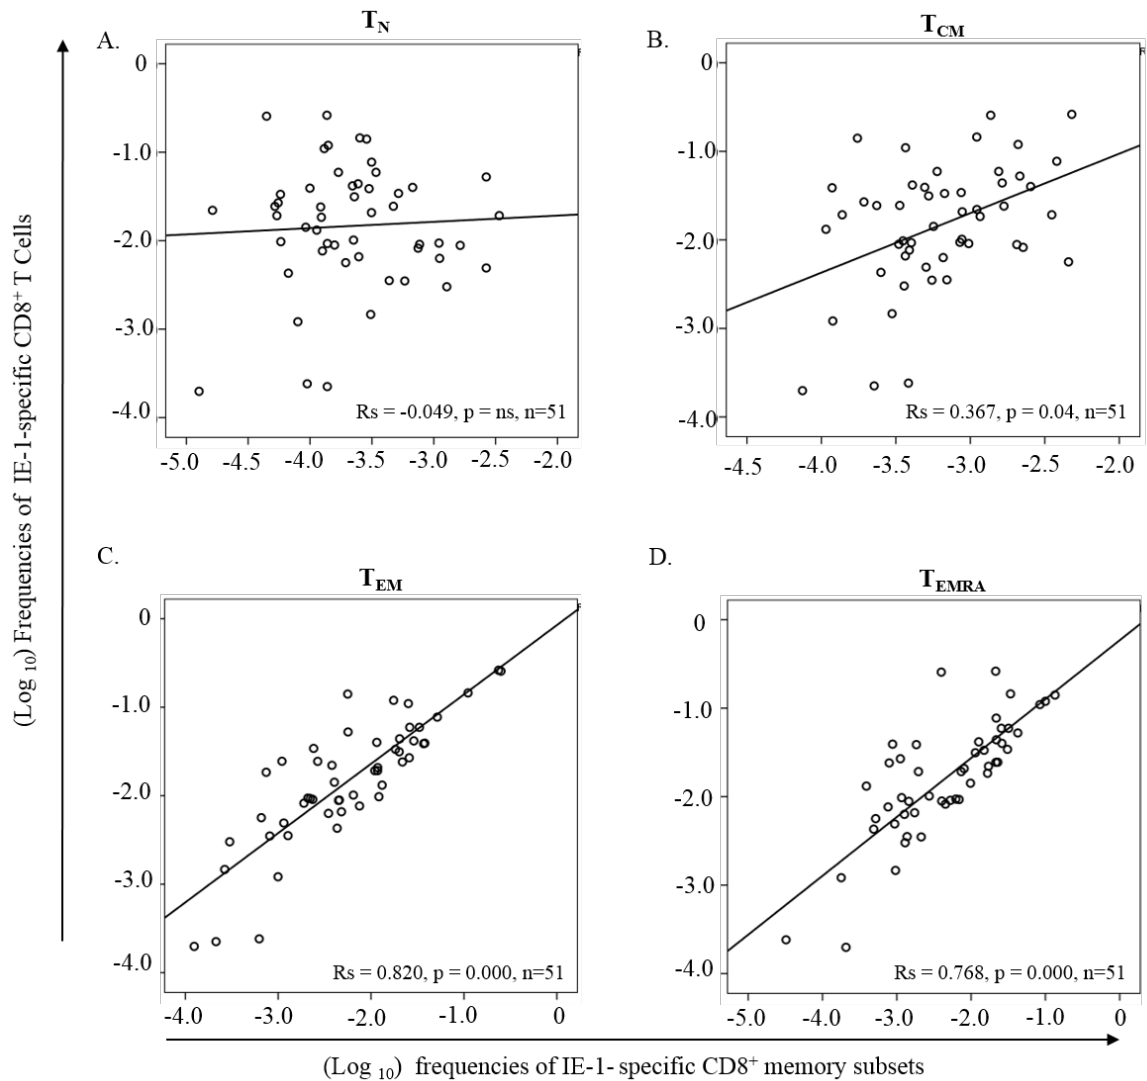 A.
T_N
B.
T_CM
0
-1.0
-2.0
-3.0
-4.0
Rs = -0.049, p = ns, n=51
-5.0 -4.5 -4.0 -3.5 -3.0 -2.5 -2.0
0
-1.0
-2.0
-3.0
-4.0
Rs = 0.367, p = 0.04, n=51
-4.5 -4.0 -3.5 -3.0 -2.5 -2.0
(Log 10) Frequencies of IE-1-specific CD8+ T Cells
C.
T_EM
D.
T_EMRA
0
-1.0
-2.0
-3.0
-4.0
Rs = 0.820, p = 0.000, n=51
-4.0 -3.0 -2.0 -1.0 0
0
-1.0
-2.0
-3.0
-4.0
Rs = 0.768, p = 0.000, n=51
-5.0 -4.0 -3.0 -2.0 -1.0 0
(Log 10) frequencies of IE-1- specific CD8+ memory subsets